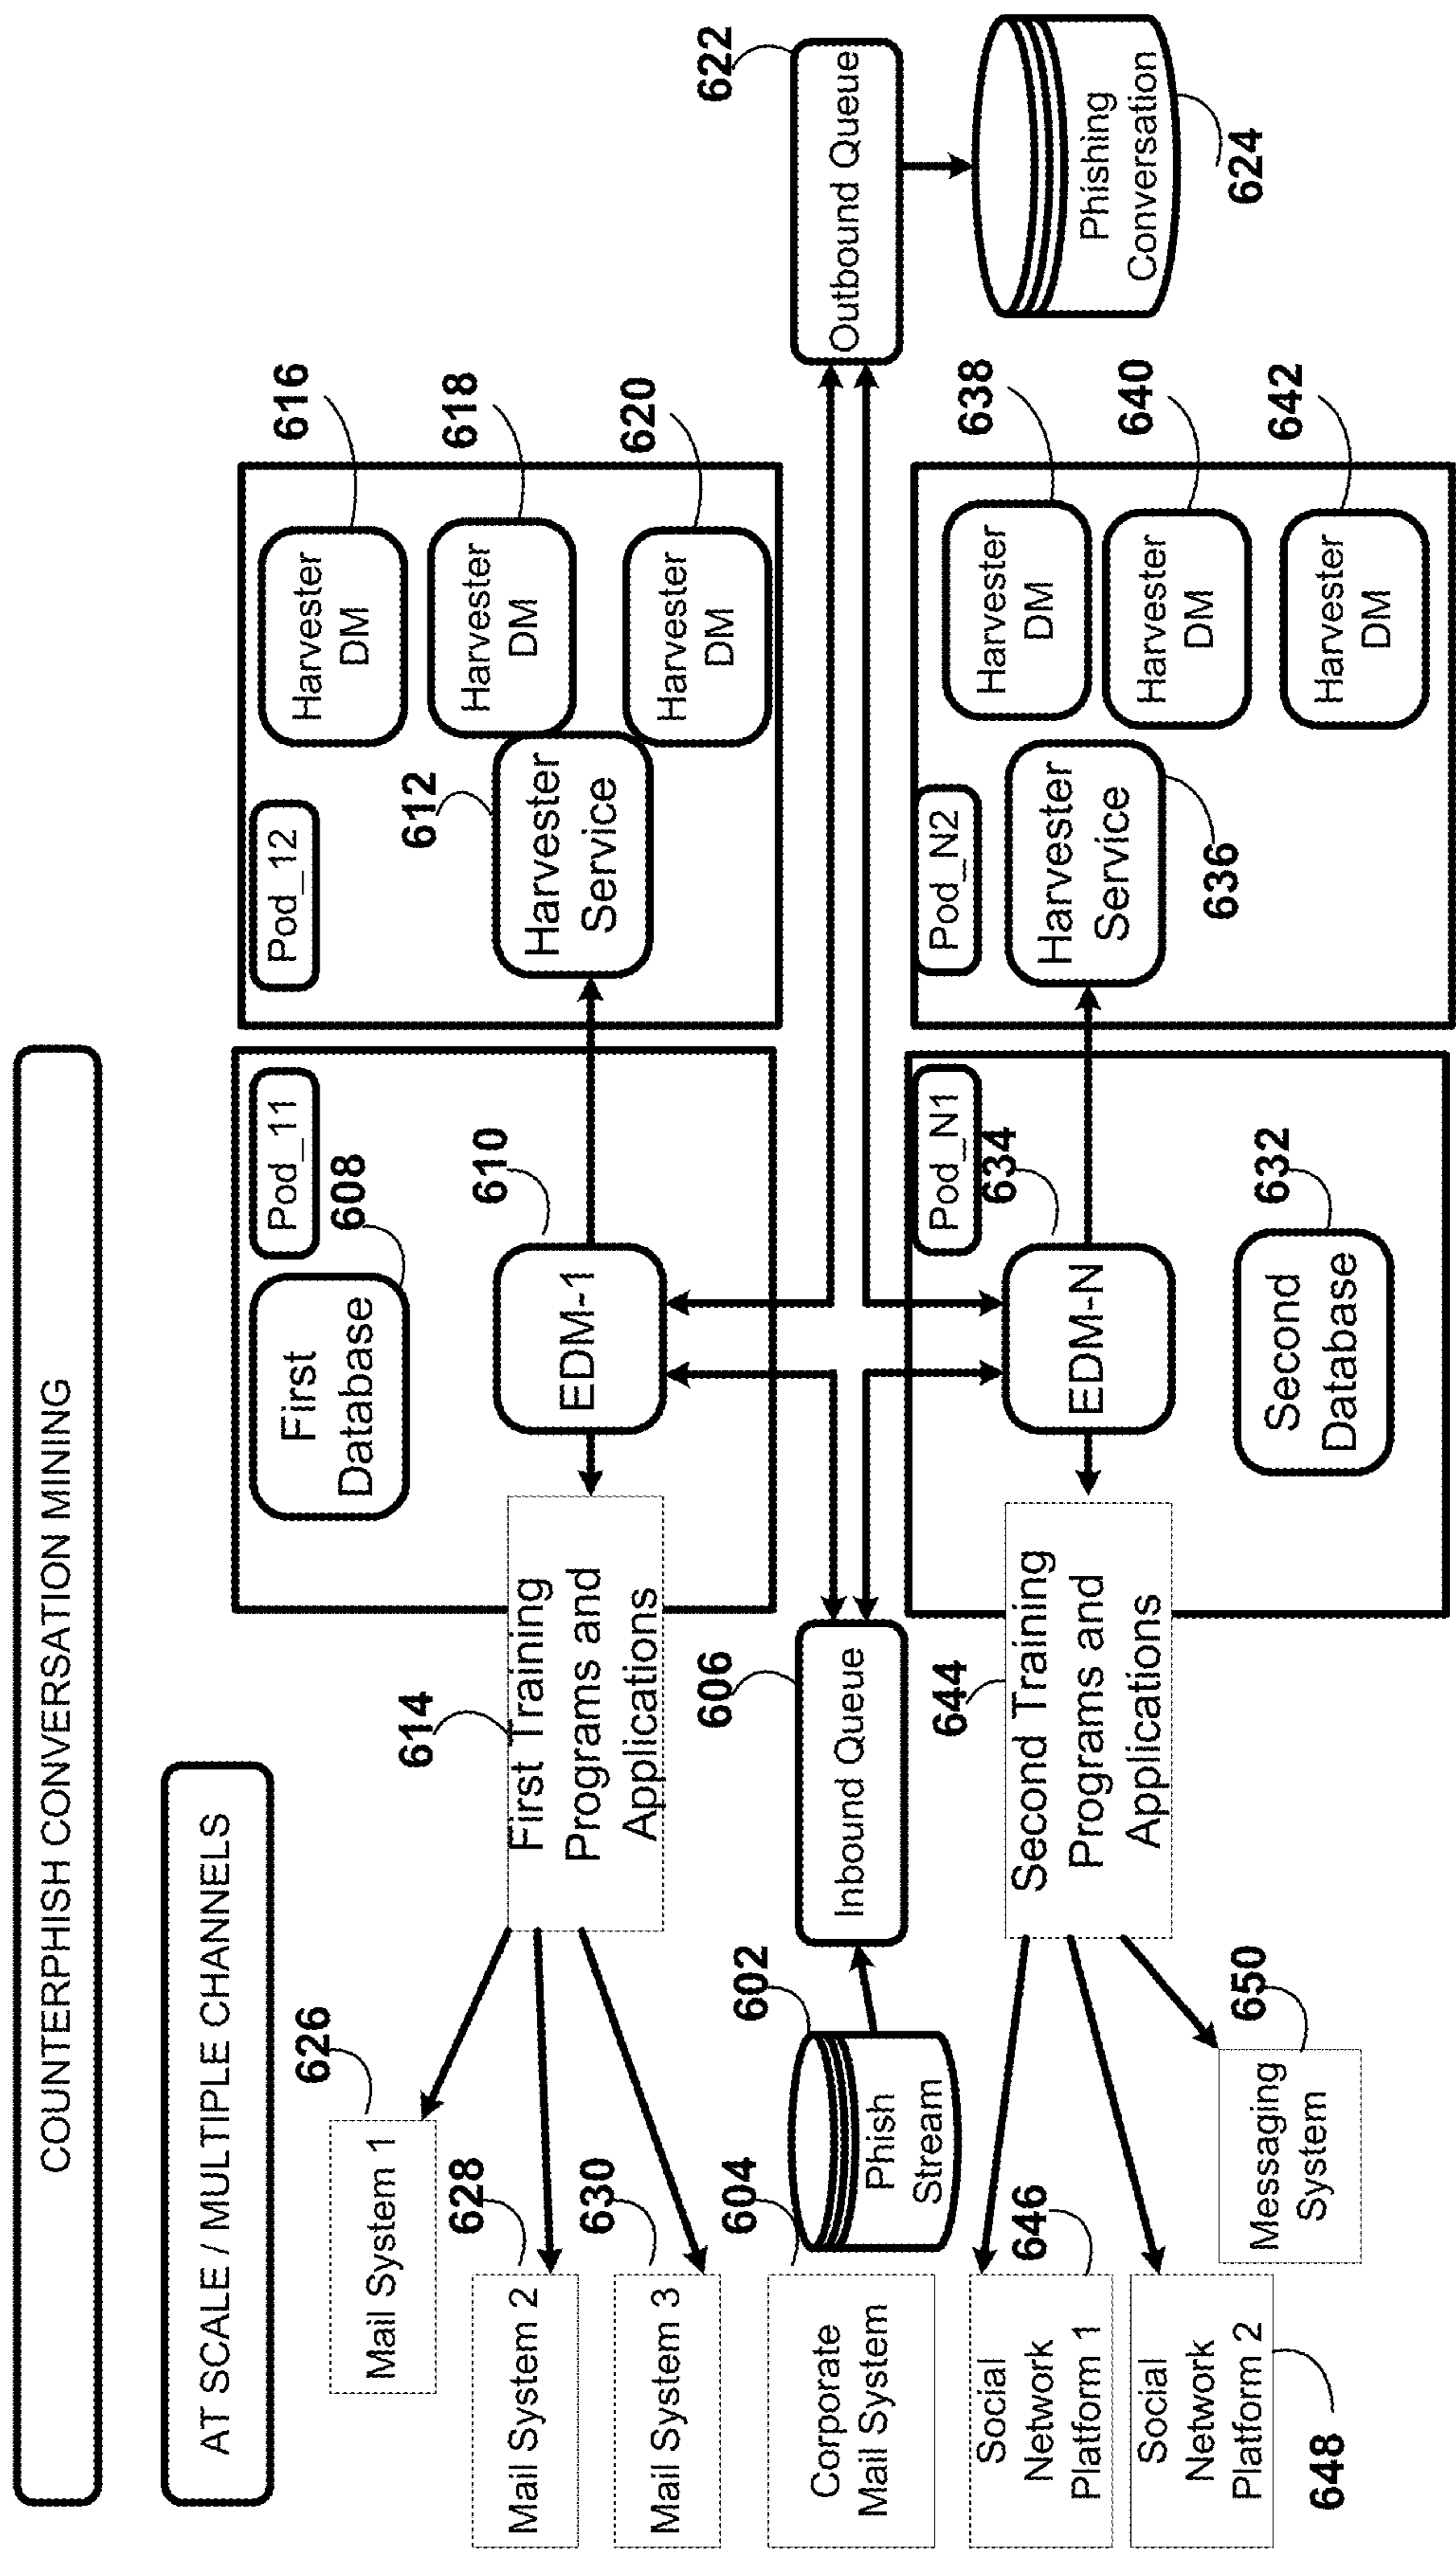 COUNTERPHISH CONVERSATION MINING
AT SCALE / MULTIPLE CHANNELS
626
Mail System 1
628
Mail System 2
630
Mail System 3
604
Corporate
Mail System
602
Phish
Stream
646
Social
Network
Platform 1
648
Social
Network
Platform 2
650
Messaging
System
614
First Training
Programs and
Applications
606
Inbound Queue
644
Second Training
Programs and
Applications
Pod_11
608
First
Database
610
EDM-1
Pod_N1
634
EDM-N
632
Second
Database
Pod_12
612
Harvester
Service
616
Harvester
DM
618
Harvester
DM
620
Harvester
DM
Pod_N2
Harvester
Service
636
638
Harvester
DM
640
Harvester
DM
642
Harvester
DM
622
Outbound Queue
Phishing
Conversation
624